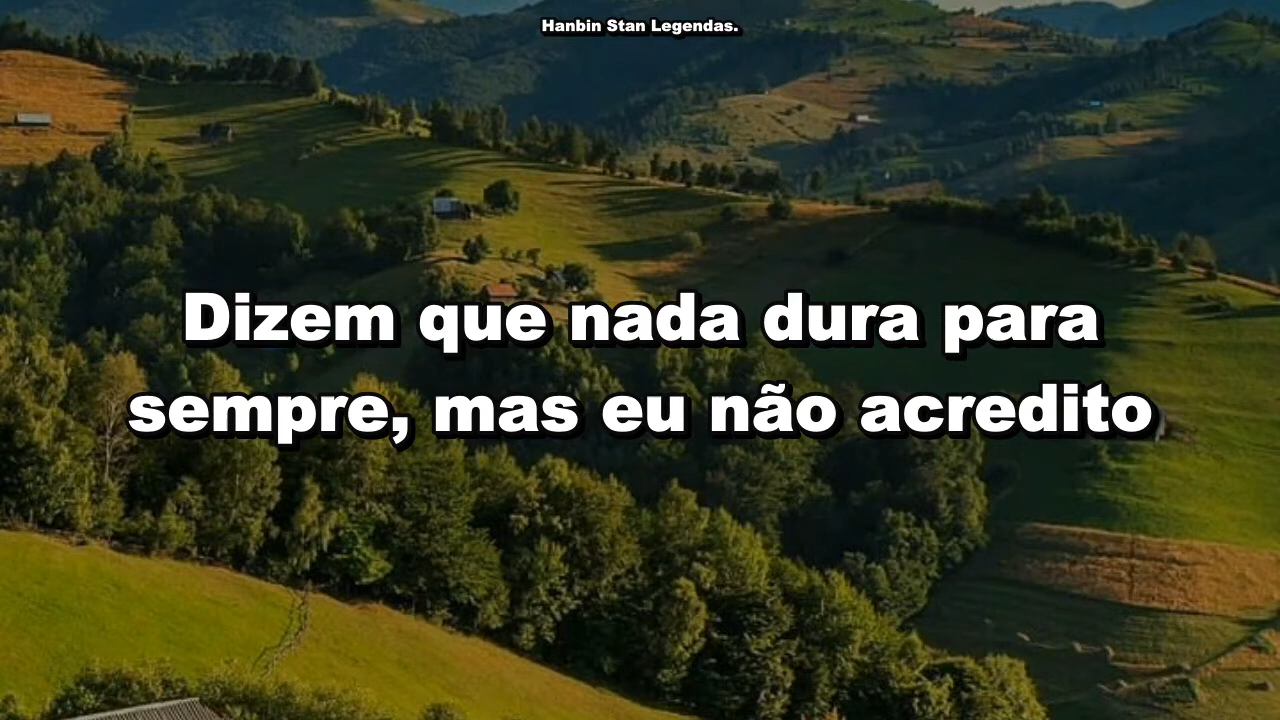 Hanbin Stan Legendas.
Dizem que nada dura para
sempre, mas eu não acredito